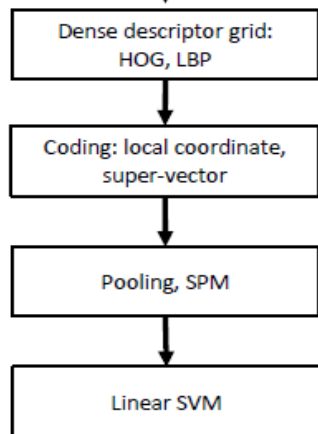 Dense descriptor grid:
HOG, LBP
Coding: local coordinate,
super-vector
Pooling, SPM
Linear SVM